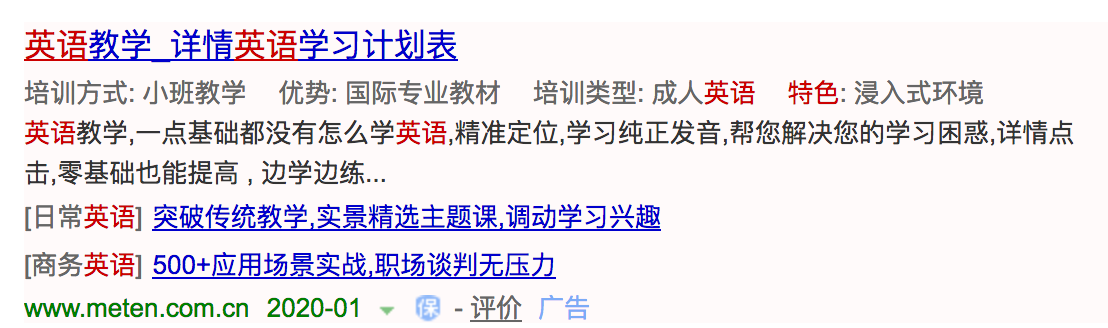 英语教学_详情英语学习计划表
培训方式: 小班教学 优势: 国际专业教材 培训类型: 成人英语 特色: 浸入式环境
英语教学,一点基础都没有怎么学英语,精准定位,学习纯正发音,帮您解决您的学习困惑,详情点
击,零基础也能提高 , 边学边练...
[日常英语] 突破传统教学,实景精选主题课,调动学习兴趣
[商务英语] 500+应用场景实战,职场谈判无压力
www.meten.com.cn 2020-01 保 - 评价 广告